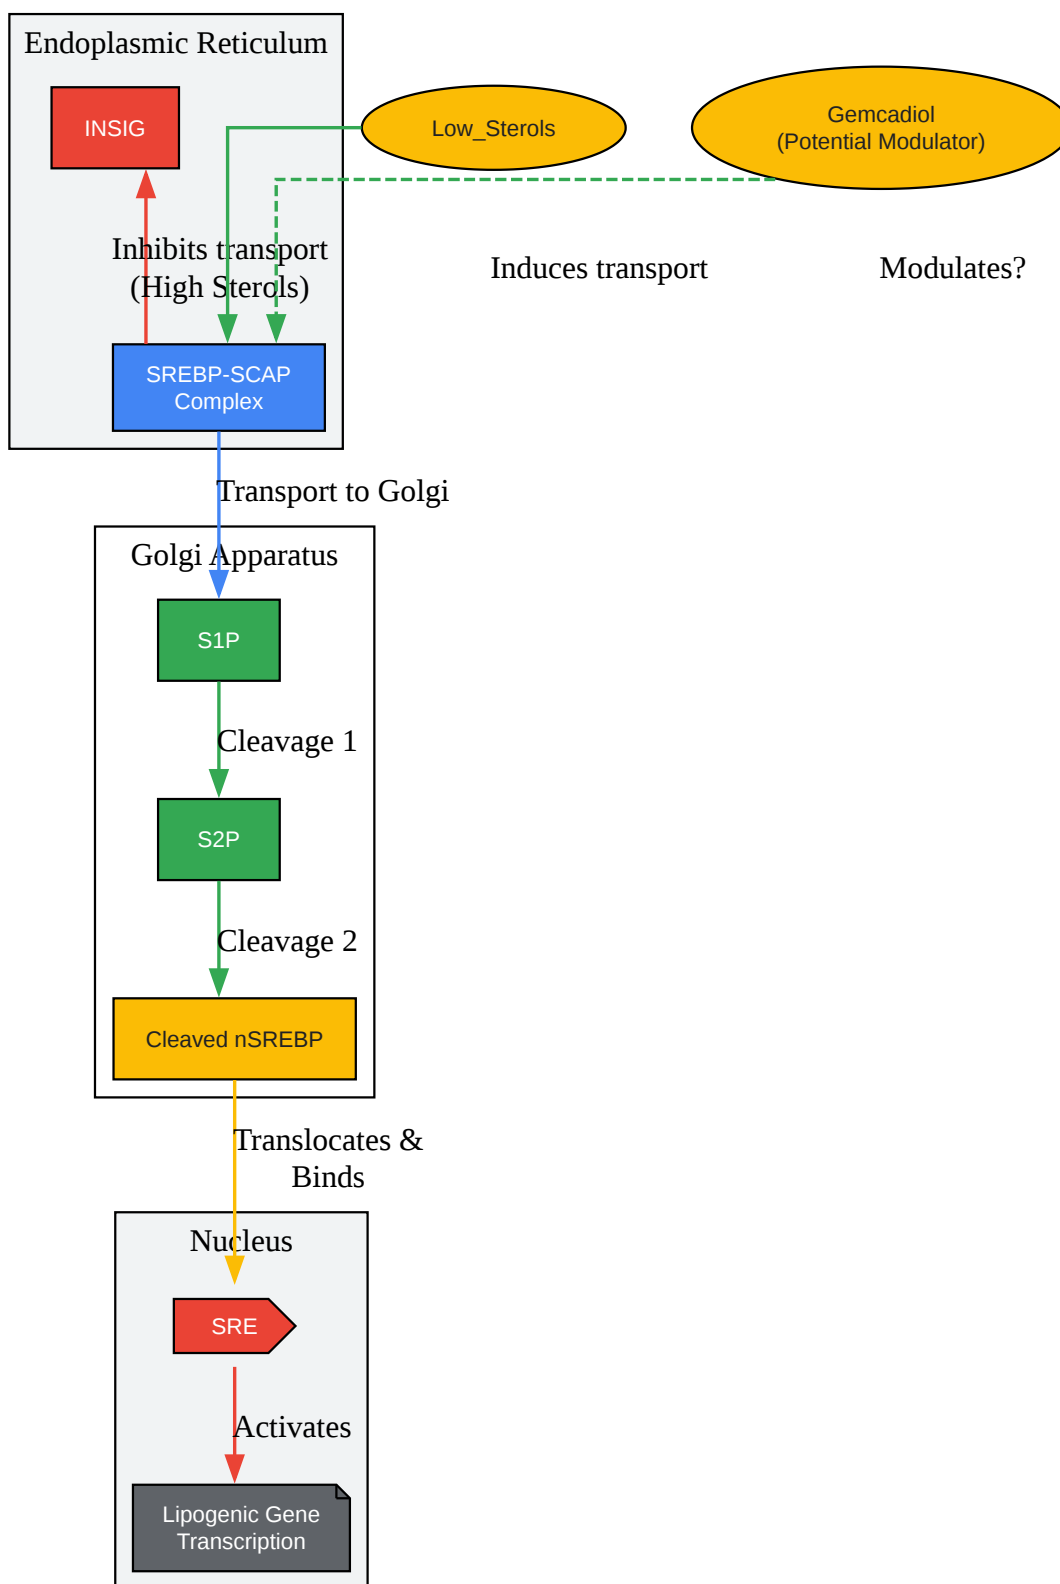 Endoplasmic Reticulum
INSIG
Low_Sterols
Gemcadiol
(Potential Modulator)
Inhibits transport
(High Sterols)
Induces transport
Modulates?
SREBP-SCAP
Complex
Transport to Golgi
Golgi Apparatus
S1P
Cleavage 1
S2P
Cleavage 2
Cleaved nSREBP
Translocates &
Binds
Nucleus
SRE
Activates
Lipogenic Gene
Transcription